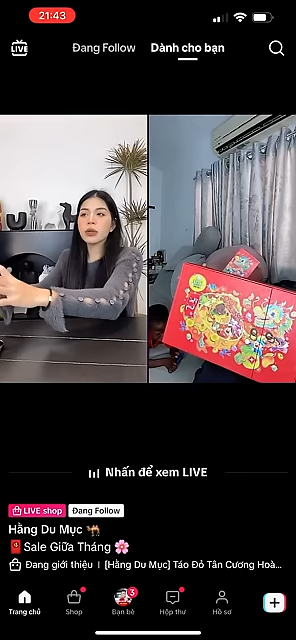 21:43
LIVE
Đang Follow
Dành cho bạn
Nhấn để xem LIVE
LIVE shop
Đang Follow
Hằng Du Mục 🐫
🧧Sale Giữa Tháng 🌸
Đang giới thiệu | [Hằng Du Mục] Táo Đỏ Tân Cương Hoà...
3
Trang chủ
Shop
Bạn bè
Hộp thư
Hồ sơ